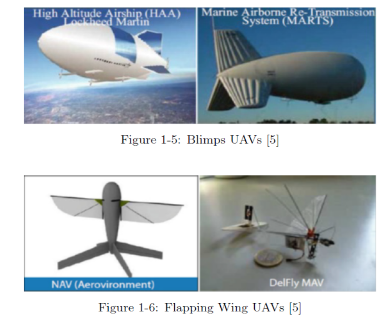 High Altitude Airship (HAA)
Lockheed Martin
Marine Airborne Re-Transmission
System (MARTS)
Figure 1-5: Blimps UAVs [5]
NAV (Aerovironment)
DelFly MAV
Figure 1-6: Flapping Wing UAVs [5]